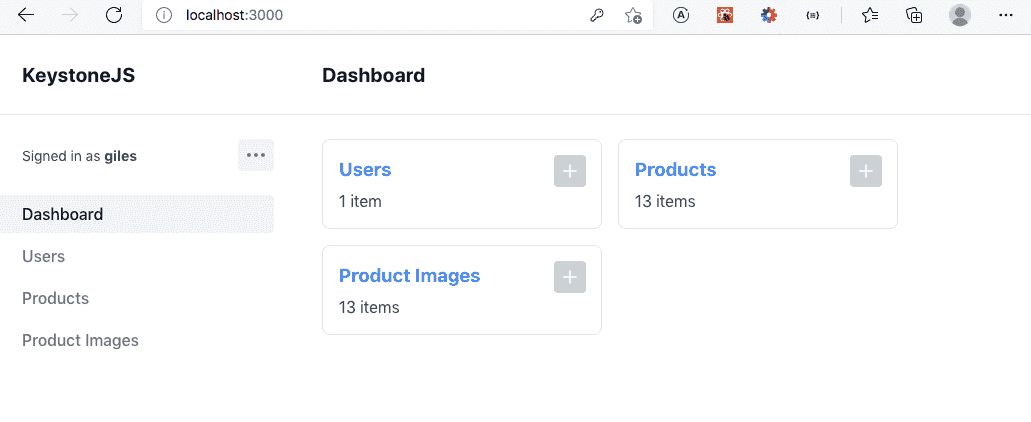 localhost:3000
KeystoneJS
Dashboard
Signed in as giles
Dashboard
Users
Products
Product Images
Users
1 item
Products
13 items
Product Images
13 items